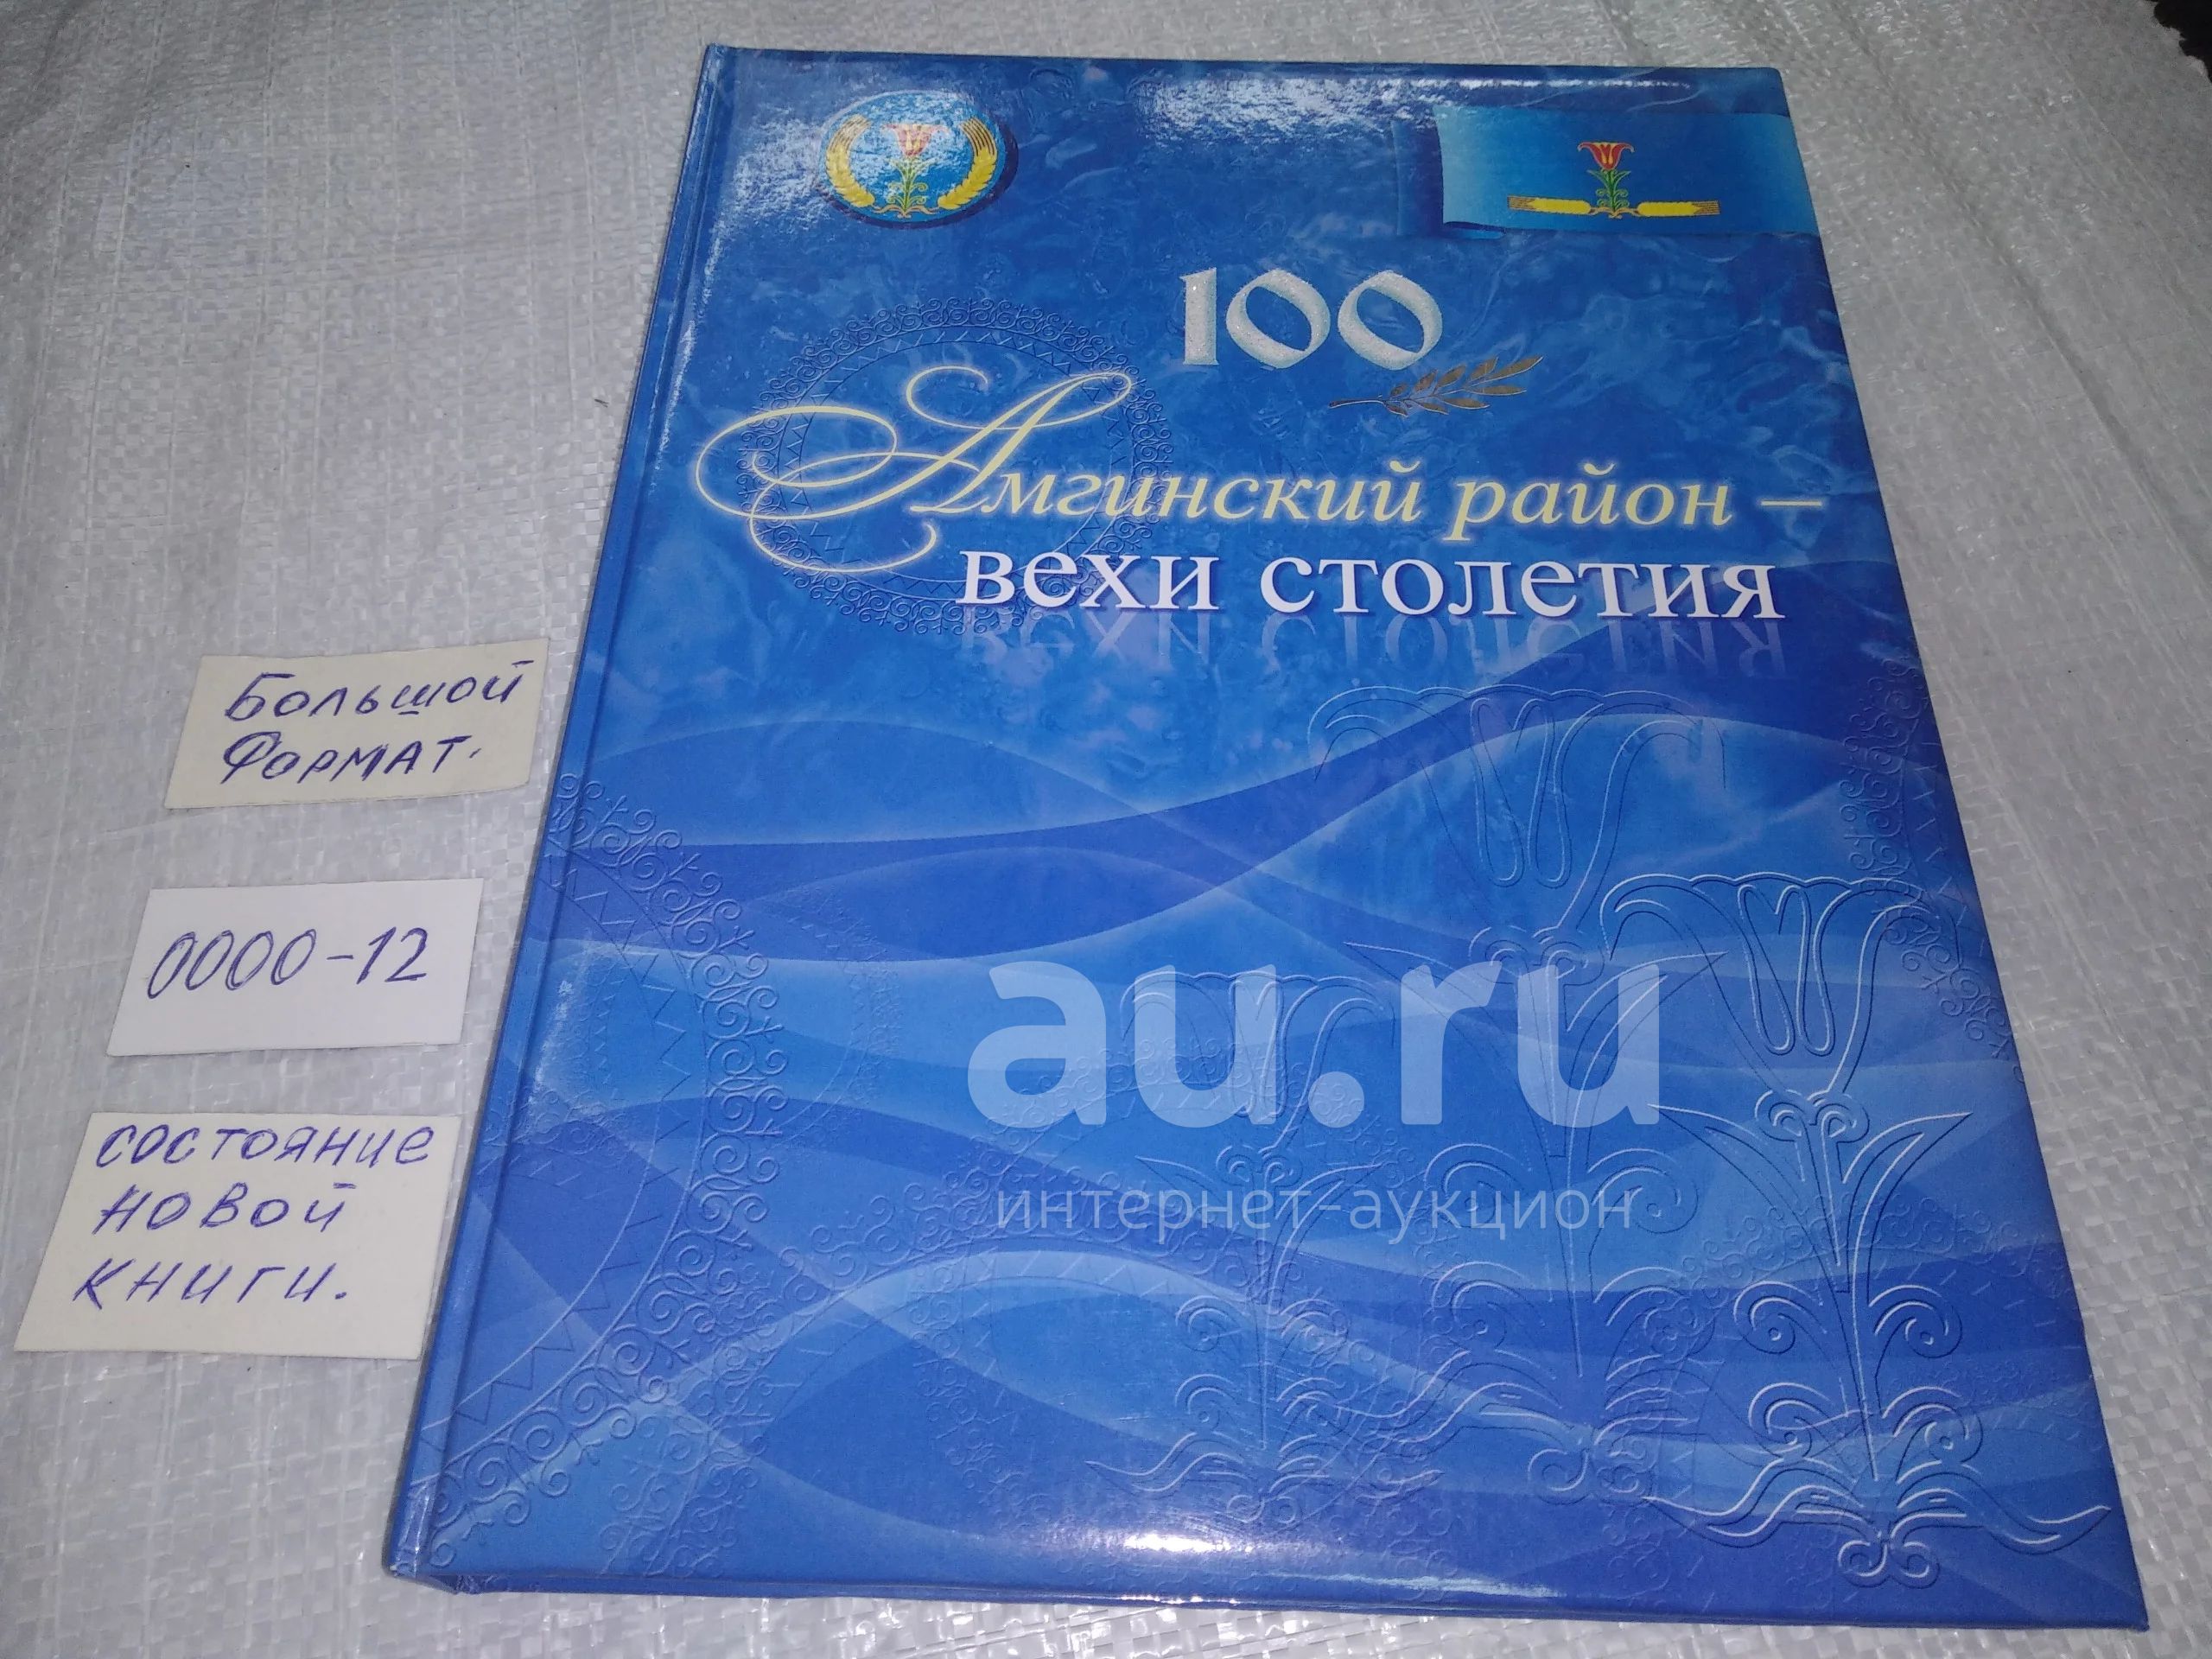 100
Амгинский район –
вехи столетия
Большой
формат.
0000-12
состояние
новой
книги.
au.ru
интернет-аукцион